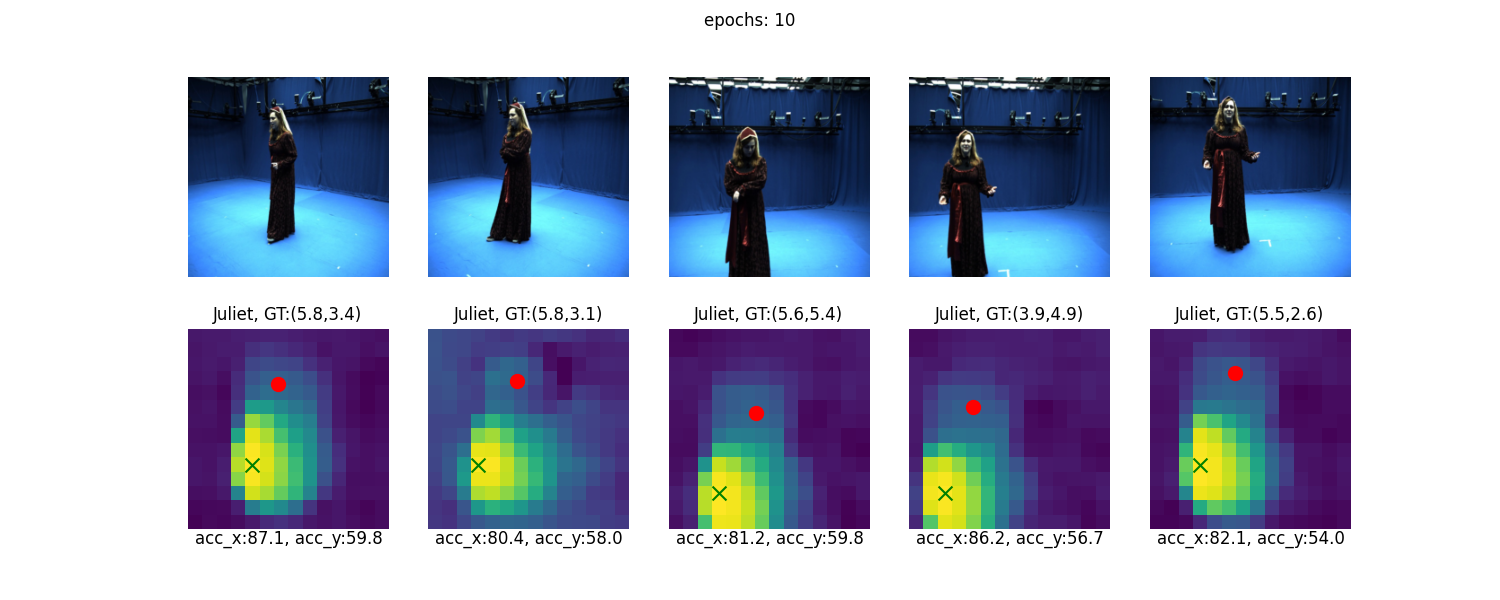 epochs: 10
Juliet, GT:(5.8,3.4)
Juliet, GT:(5.8,3.1)
Juliet, GT:(5.6,5.4)
Juliet, GT:(3.9,4.9)
Juliet, GT:(5.5,2.6)
acc_x:87.1, acc_y:59.8
acc_x:80.4, acc_y:58.0
acc_x:81.2, acc_y:59.8
acc_x:86.2, acc_y:56.7
acc_x:82.1, acc_y:54.0